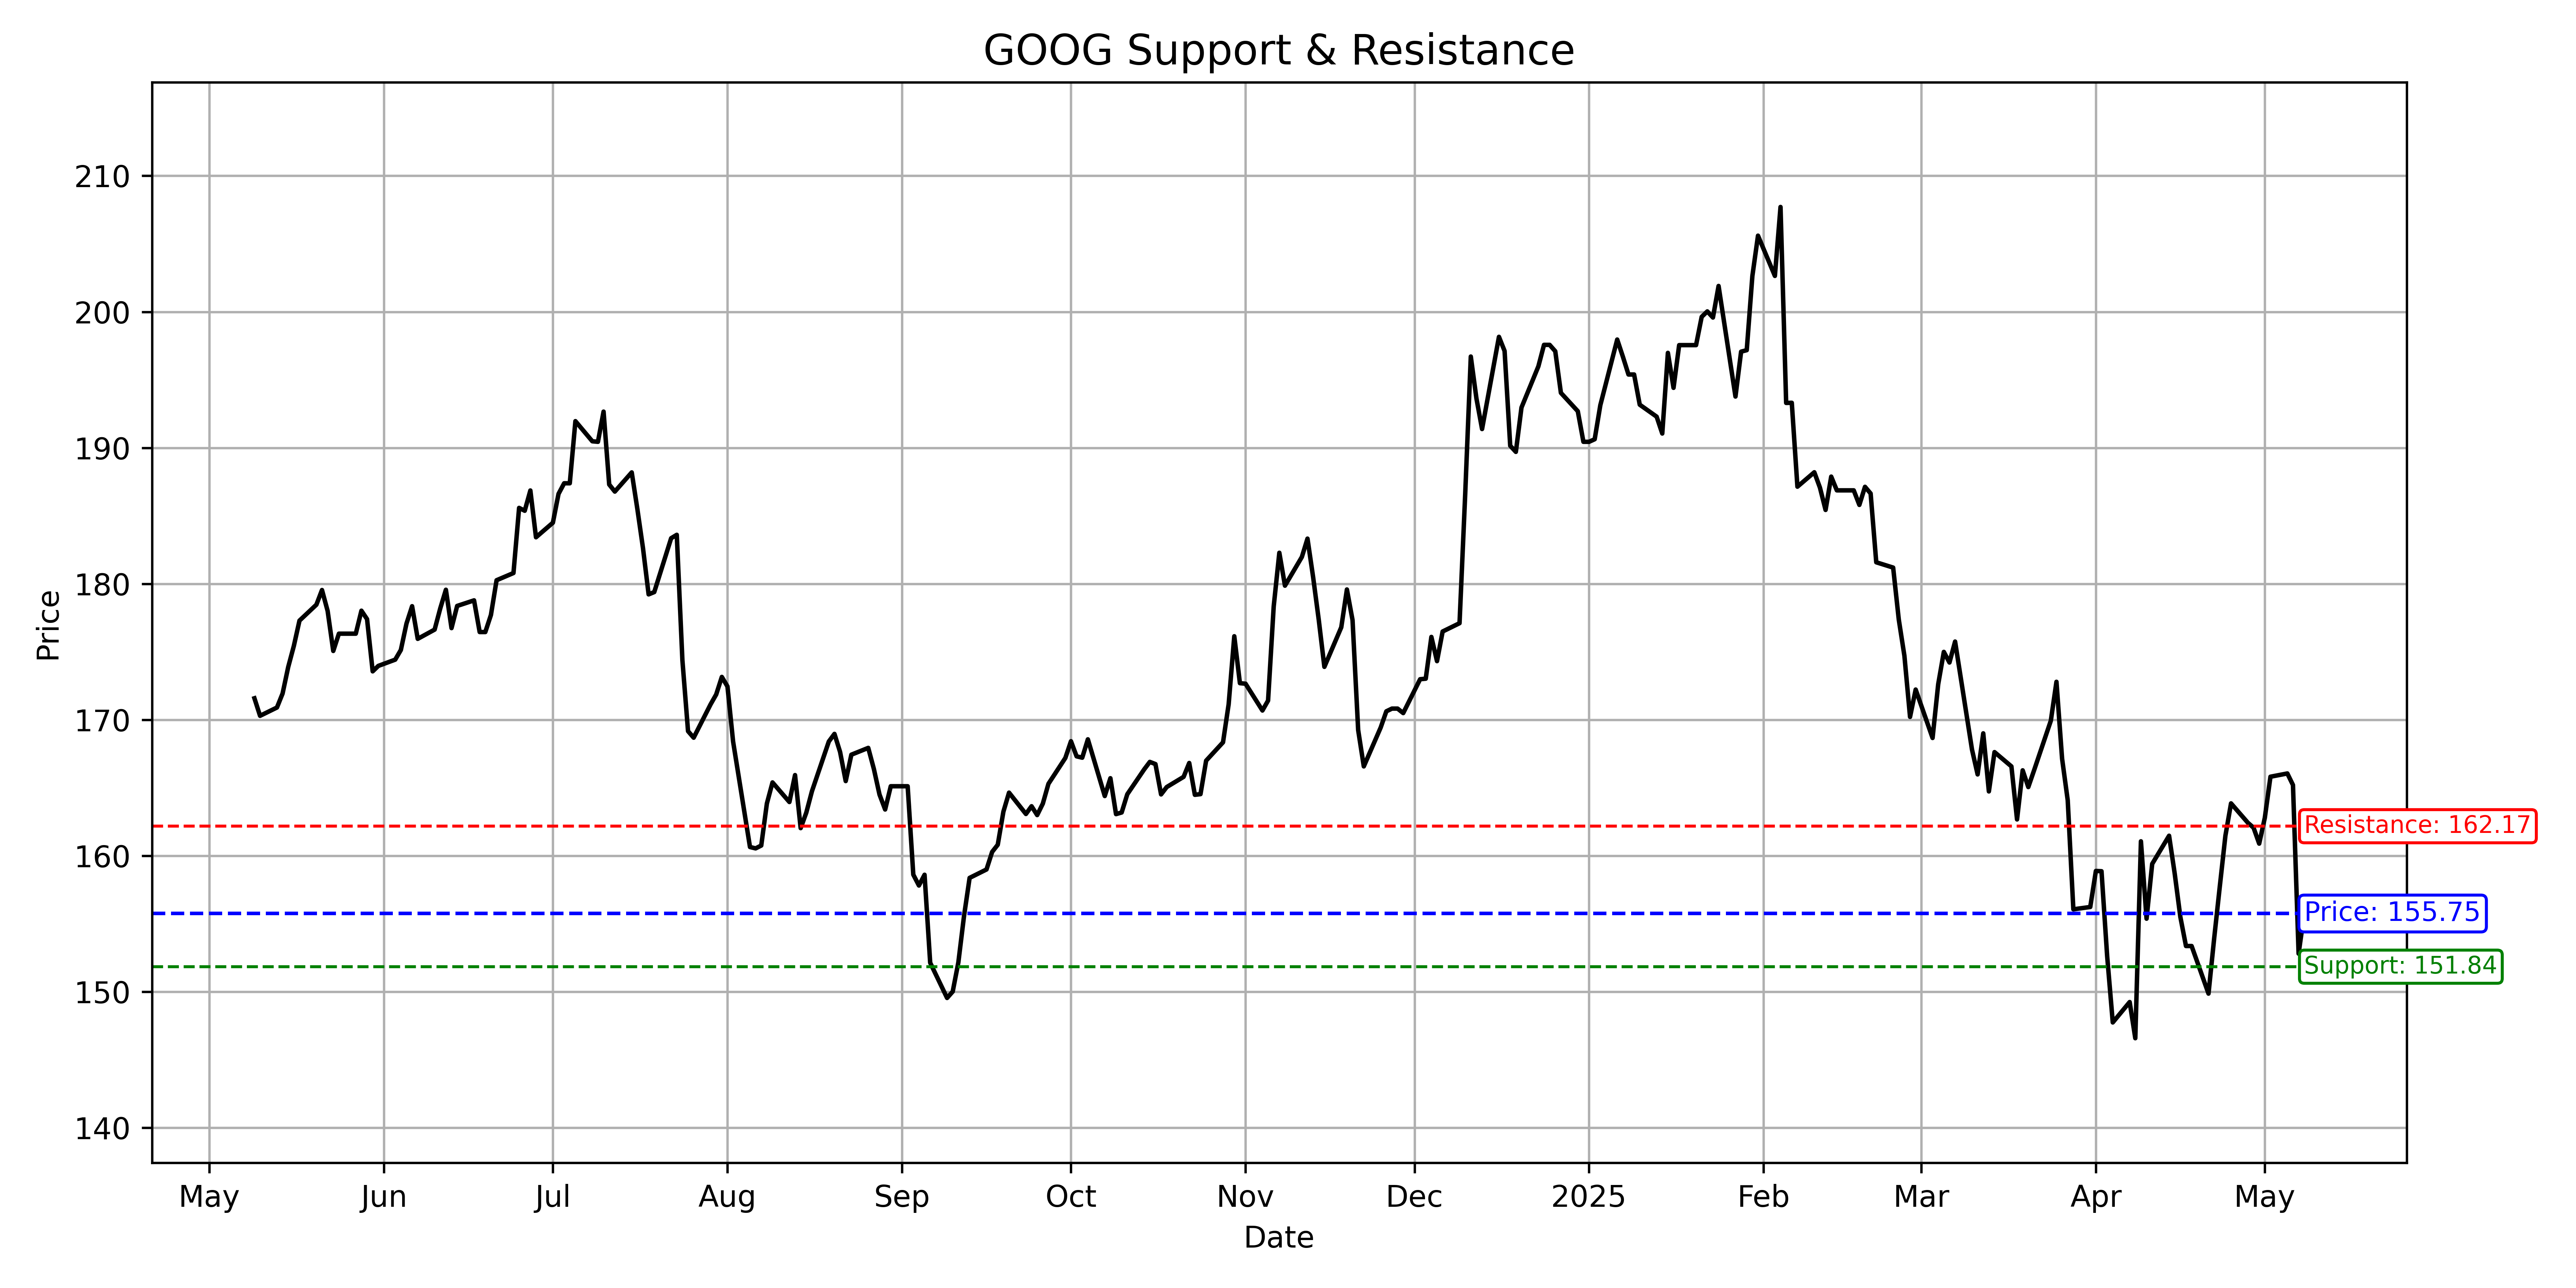 GOOG Support & Resistance
Price
210
200
190
180
170
160
150
140
Resistance: 162.17
Price: 155.75
Support: 151.84
May Jun Jul Aug Sep Oct Nov Dec 2025 Feb Mar Apr May
Date